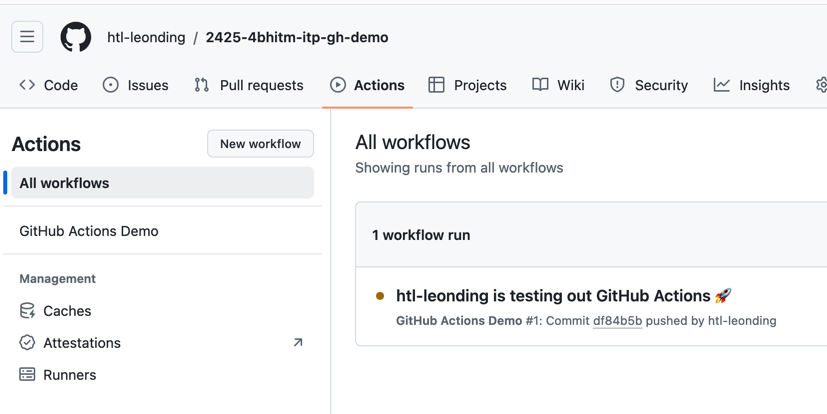 htl-leonding / 2425-4bhitm-itp-gh-demo
Code Issues Pull requests Actions Projects Wiki Security Insights
Actions
New workflow
All workflows
GitHub Actions Demo
Management
Caches
Attestations
Runners
All workflows
Showing runs from all workflows
1 workflow run
htl-leonding is testing out GitHub Actions 🚀
GitHub Actions Demo #1: Commit df84b5b pushed by htl-leonding